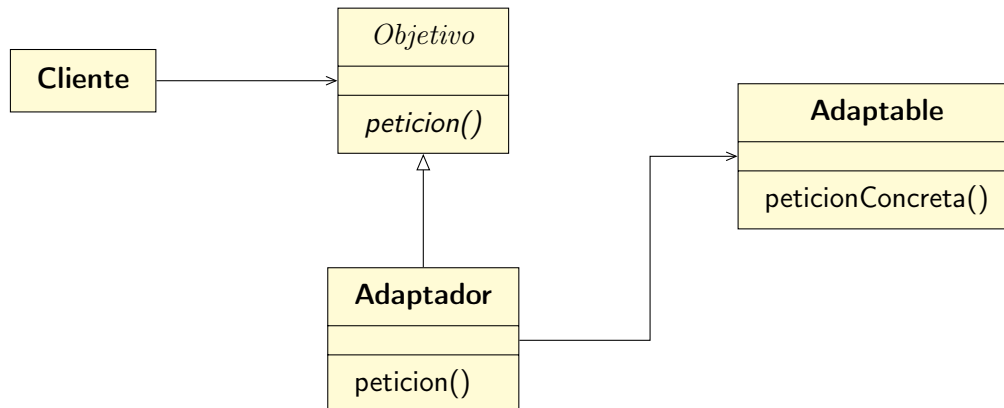 Cliente
Objetivo
peticion()
Adaptable
peticionConcreta()
Adaptador
peticion()